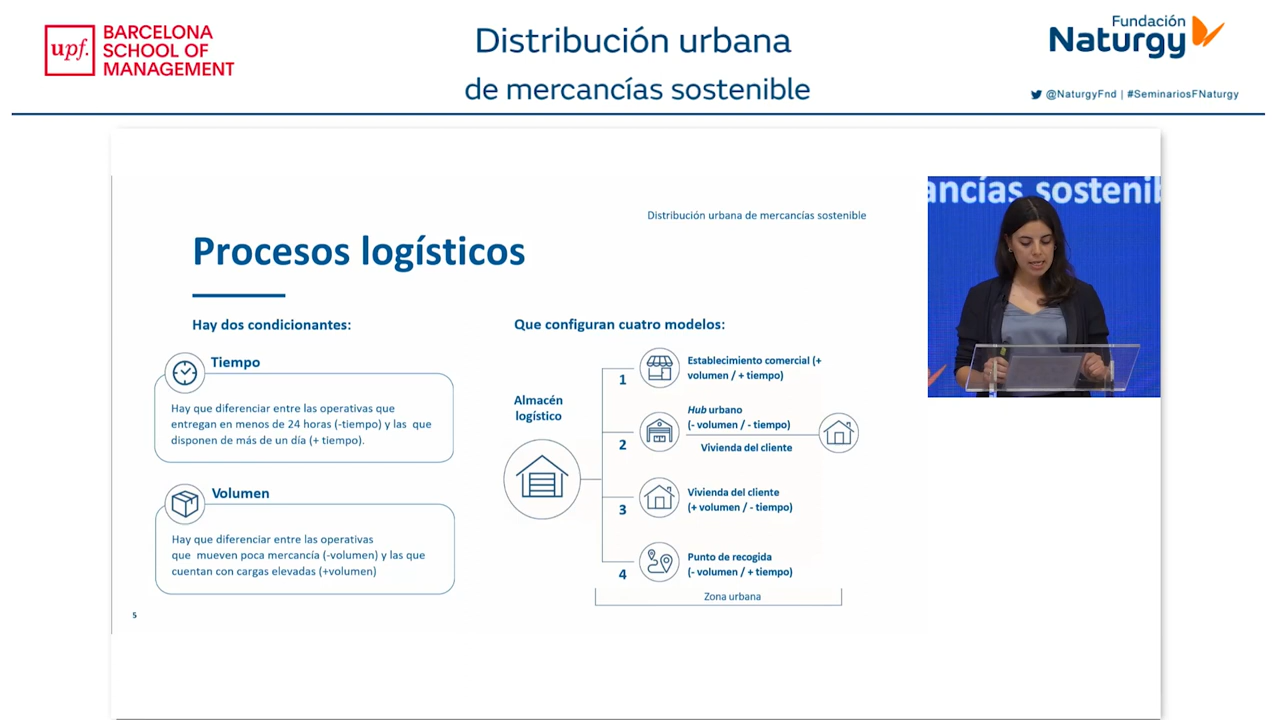 upf.
BARCELONA
SCHOOL OF
MANAGEMENT
Distribución urbana
de mercancías sostenible
Fundación
Naturgy
@NaturgyFnd | #SeminariosFNaturgy
ancías sostenib
Distribución urbana de mercancías sostenible
Procesos logísticos
Hay dos condicionantes:
Tiempo
Hay que diferenciar entre las operativas que
entregan en menos de 24 horas (-tiempo) y las que
disponen de más de un día (+ tiempo).
Volumen
Hay que diferenciar entre las operativas
que mueven poca mercancía (-volumen) y las que
cuentan con cargas elevadas (+volumen)
5
Que configuran cuatro modelos:
Almacén
logístico
1
Establecimiento comercial (+
volumen / + tiempo)
2
Hub urbano
(- volumen / - tiempo)
Vivienda del cliente
3
Vivienda del cliente
(+ volumen / - tiempo)
4
Punto de recogida
(- volumen / + tiempo)
Zona urbana